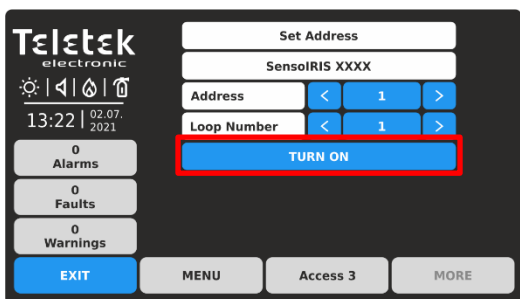 Teletek
electronic
13:22 | 02.07.
2021
0
Alarms
0
Faults
0
Warnings
Set Address
SensoIRIS XXXX
Address < 1 >
Loop Number < 1 >
TURN ON
EXIT MENU Access 3 MORE